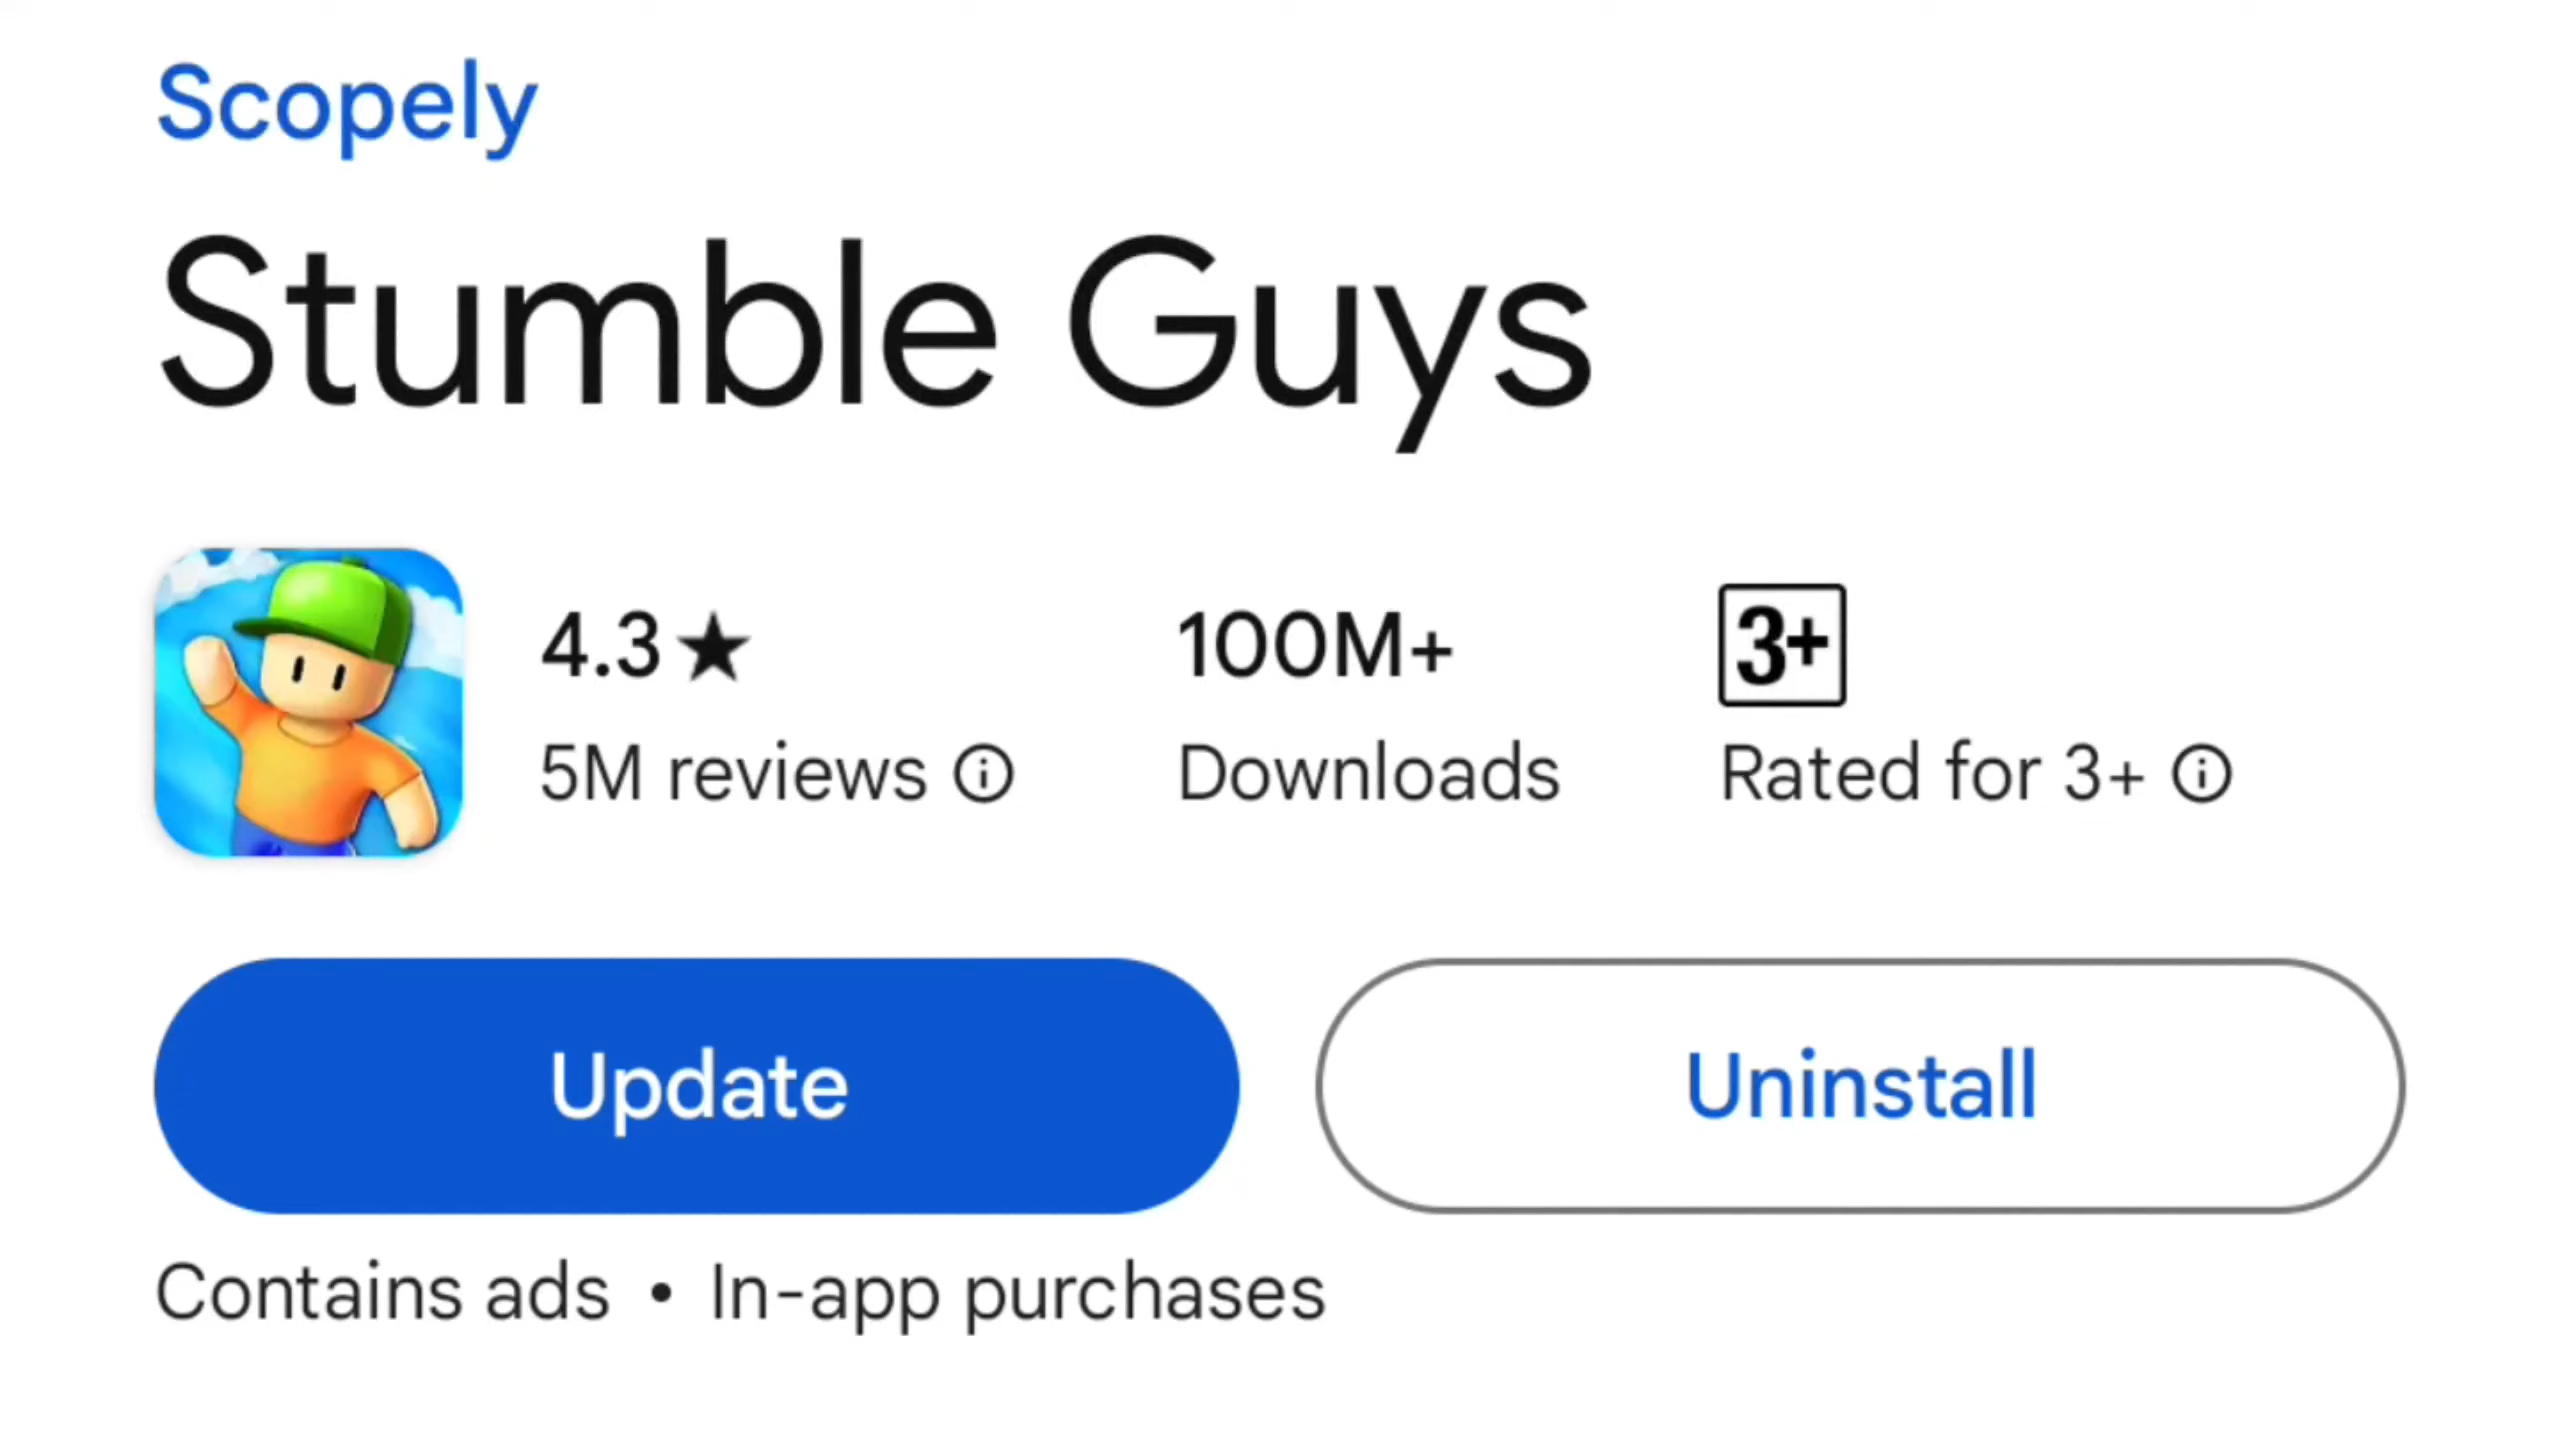 Scopely
Stumble Guys
4.3★ 100M+ 3+
5M reviews Downloads Rated for 3+
Update Uninstall
Contains ads • In-app purchases